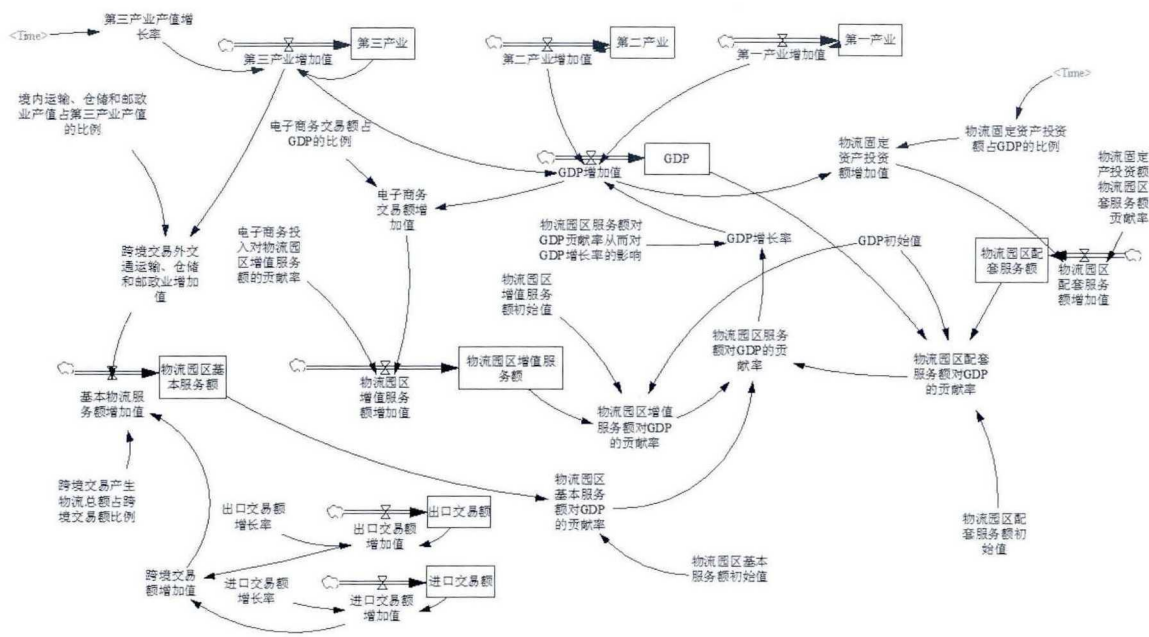 <Time>
第三产业产值增
长率
第三产业
第三产业增加值
第二产业
第二产业增加值
第一产业
第一产业增加值
<Time>
境内运输、仓储和邮政
业产值占第三产业产值
的比例
电子商务交易额占
GDP的比例
GDP
GDP增加值
物流固定
资产投资
额增加值
物流固定资产投资
额占GDP的比例
物流固定
产投资额
物流园区
套服务额
贡献率
电子商务
交易额增加
值
电子商务投
入对物流园
区增值服务
额的贡献率
物流园区服务额对
GDP贡献率从而对
GDP增长率的影响
GDP增长率
GDP初始值
物流园区配
套服务额
物流园区
配套服务
额增加值
跨境交易外交
通运输、仓储
和邮政业增加
值
物流园区
增值服务
额初始值
物流园区服务
额对GDP的贡
献率
物流园区配套
服务额对GDP
的贡献率
物流园区基
本服务额
基本物流服
务额增加值
物流园区增值服
务额
物流园区
增值服务
额增加值
物流园区增值
服务额对GDP
的贡献率
跨境交易产生
物流总额占跨
境交易额比例
物流园区
基本服务
额对GDP
的贡献率
出口交易额
增长率
出口交易额
出口交易额
增加值
物流园区配
套服务额初
始值
物流园区基本
服务额初始值
跨境交易
额增加值
进口交易额
增长率
进口交易额
进口交易额
增加值